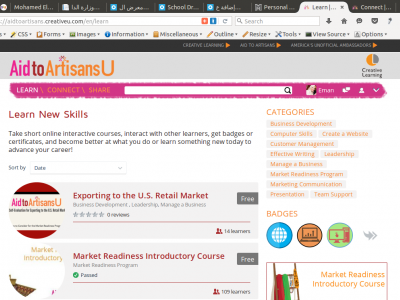 Mohamed El
معرض ال
School Dr
إضافة ع
Personal
Learn |
Connect |
aidtoartisans.creativeu.com/en/learn
CSS Forms Images Information Miscellaneous Outline Resize Tools
CREATIVE LEARNING AID TO ARTISANS AMERICA'S UNOFFICIAL AMBASSADORS
AidtoArtisansU
Creative Learning
LEARN CONNECT SHARE
Eman
Learn New Skills
Take short online interactive courses, interact with other learners, get badges or
certificates, and become better at what you do or learn something new today to
advance your career!
Sort by Date
AidtoArtisansU
Exporting to the U.S. Retail Market
Free
Business Development , Leadership, Manage a Business
0 reviews
14 learners
Market
Introductory
Market Readiness Introductory Course
Free
Market Readiness Program
Passed
109 learners
CATEGORIES
Business Development
Computer Skills Create a Website
Customer Management
Effective Writing Leadership
Manage a Business
Market Readiness Program
Marketing Communication
Presentation Team Support
BADGES
Market Readiness
Introductory Course